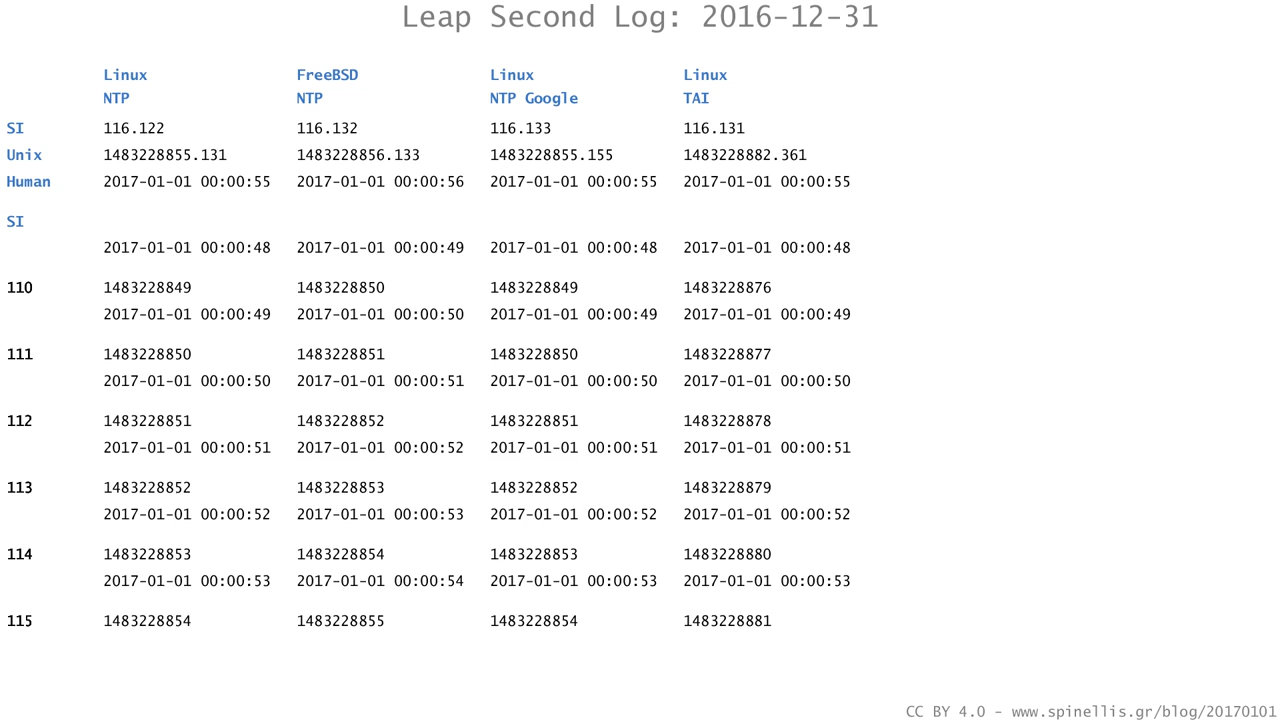 Leap Second Log: 2016-12-31
Linux FreeBSD Linux Linux
NTP NTP NTP Google TAI
SI 116.122 116.132 116.133 116.131
Unix 1483228855.131 1483228856.133 1483228855.155 1483228882.361
Human 2017-01-01 00:00:55 2017-01-01 00:00:56 2017-01-01 00:00:55 2017-01-01 00:00:55
SI
2017-01-01 00:00:48 2017-01-01 00:00:49 2017-01-01 00:00:48 2017-01-01 00:00:48
110 1483228849 1483228850 1483228849 1483228876
2017-01-01 00:00:49 2017-01-01 00:00:50 2017-01-01 00:00:49 2017-01-01 00:00:49
111 1483228850 1483228851 1483228850 1483228877
2017-01-01 00:00:50 2017-01-01 00:00:51 2017-01-01 00:00:50 2017-01-01 00:00:50
112 1483228851 1483228852 1483228851 1483228878
2017-01-01 00:00:51 2017-01-01 00:00:52 2017-01-01 00:00:51 2017-01-01 00:00:51
113 1483228852 1483228853 1483228852 1483228879
2017-01-01 00:00:52 2017-01-01 00:00:53 2017-01-01 00:00:52 2017-01-01 00:00:52
114 1483228853 1483228854 1483228853 1483228880
2017-01-01 00:00:53 2017-01-01 00:00:54 2017-01-01 00:00:53 2017-01-01 00:00:53
115 1483228854 1483228855 1483228854 1483228881
CC BY 4.0 - www.spinellis.gr/blog/20170101